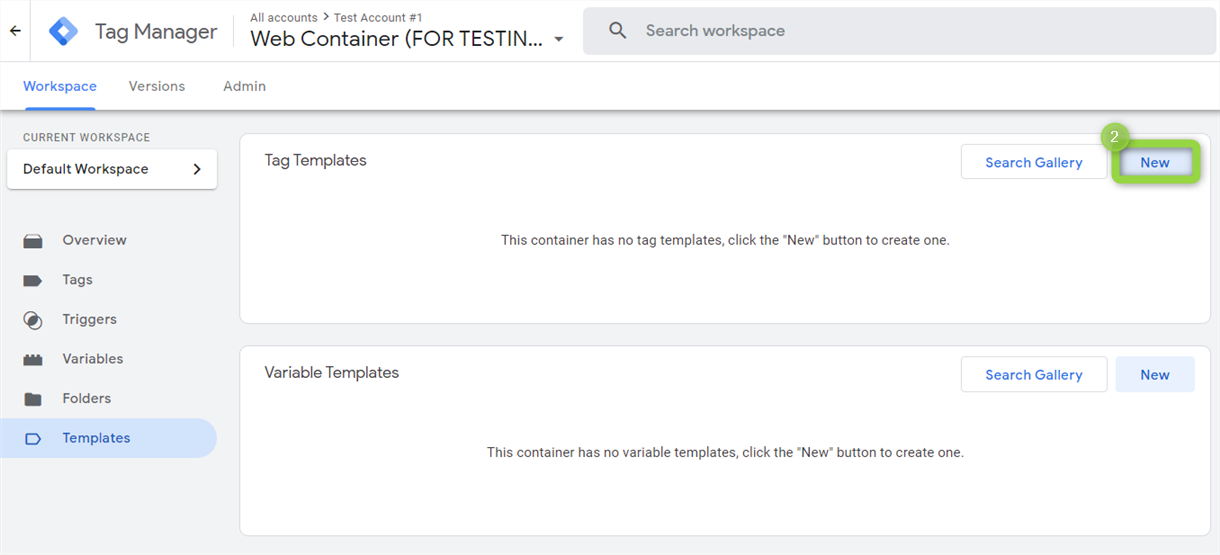 Tag Manager
All accounts > Test Account #1
Web Container (FOR TESTIN...
Search workspace
Workspace
Versions
Admin
CURRENT WORKSPACE
Default Workspace
Overview
Tags
Triggers
Variables
Folders
Templates
Tag Templates
Search Gallery
2
New
This container has no tag templates, click the "New" button to create one.
Variable Templates
Search Gallery
New
This container has no variable templates, click the "New" button to create one.